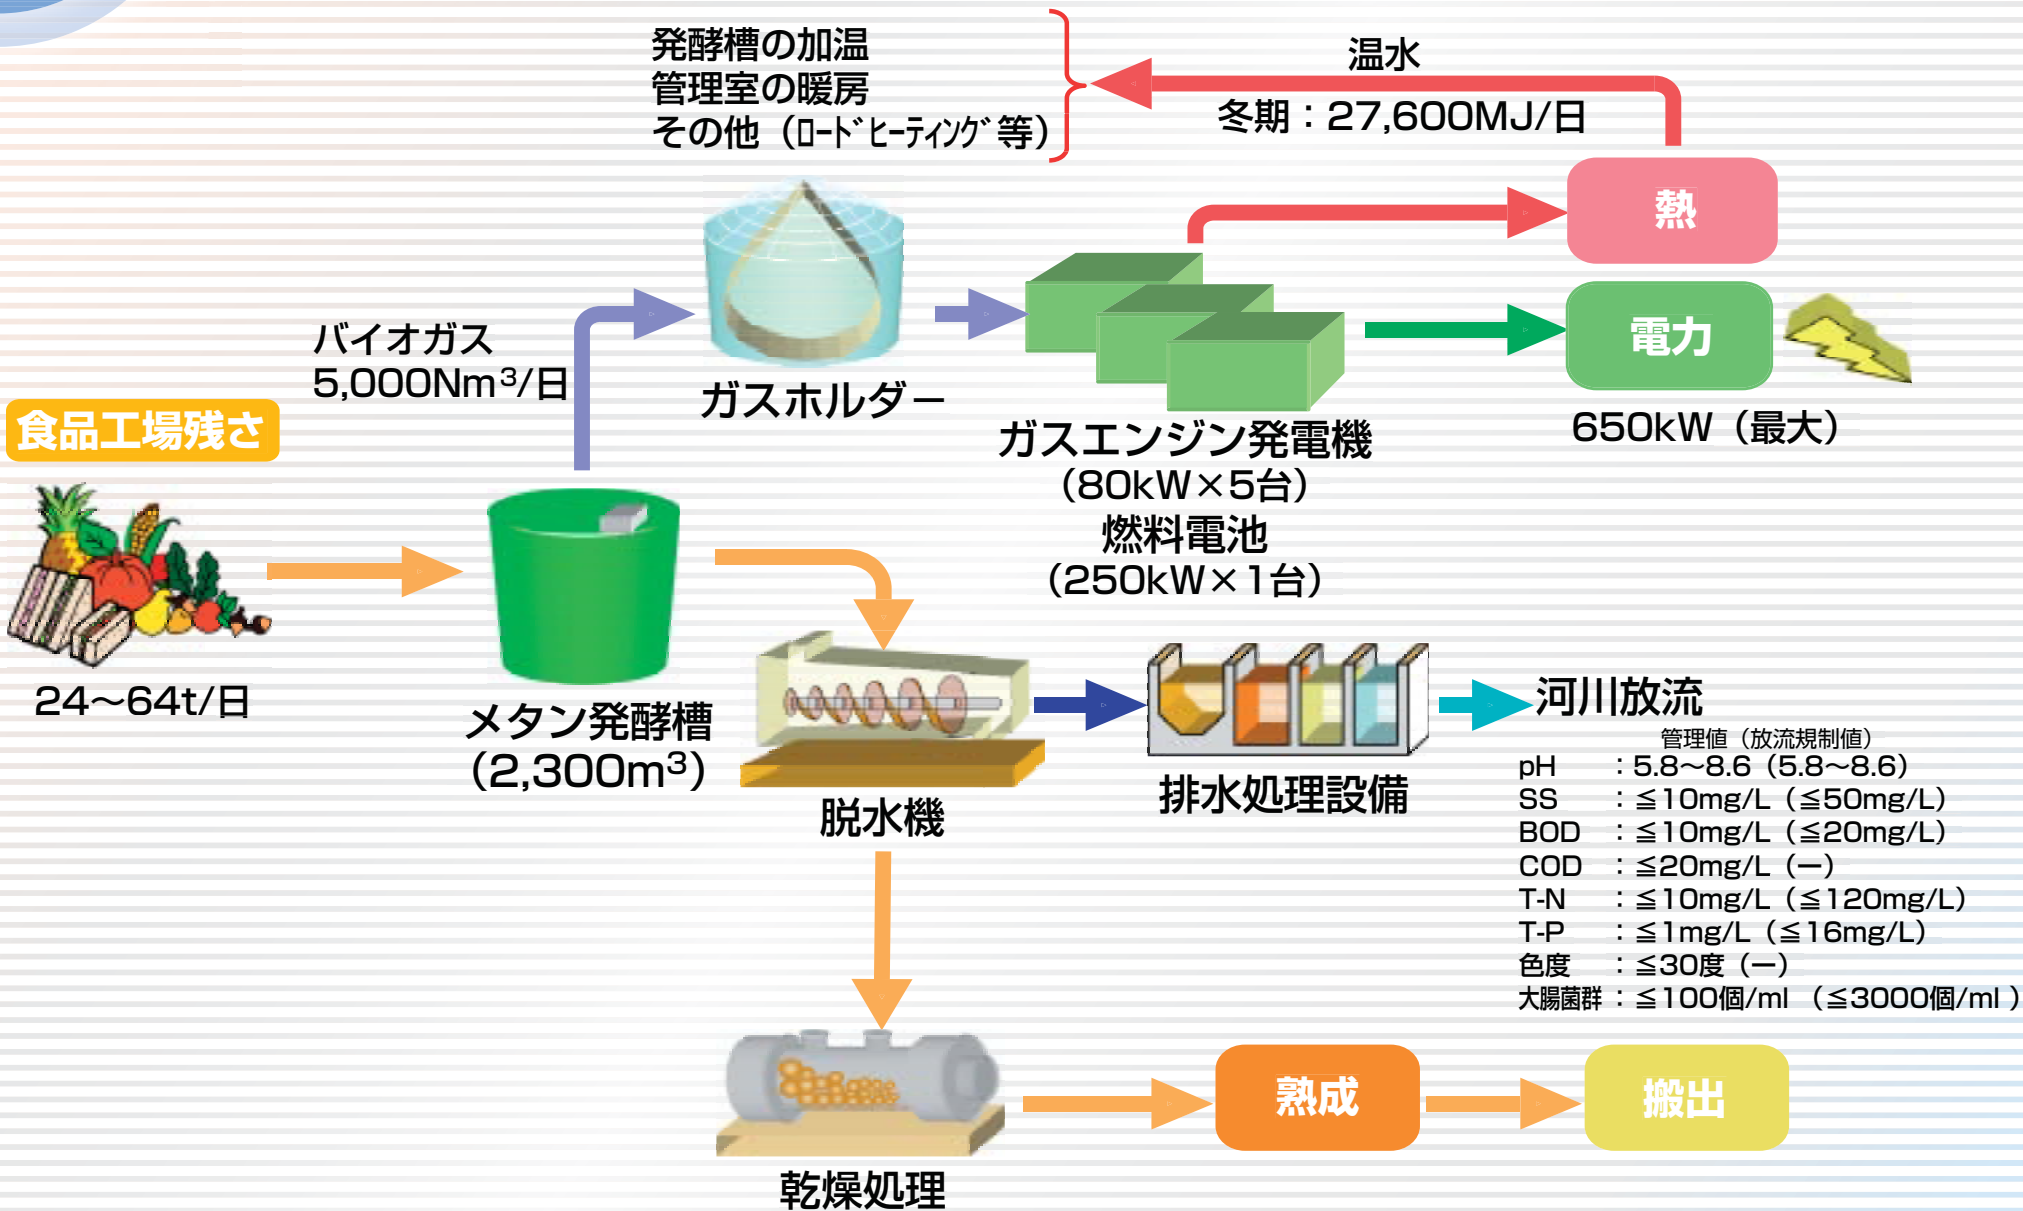 発酵槽の加温
管理室の暖房
その他（ﾛｰﾄﾞﾋｰﾃｨﾝｸﾞ等）
温水
冬期：27,600MJ/日
熱
電力
650kW（最大）
バイオガス
5,000Nm³/日
ガスホルダー
ガスエンジン発電機
（80kW×5台）
燃料電池
（250kW×1台）
食品工場残さ
24〜64t/日
メタン発酵槽
（2,300m³）
脱水機
排水処理設備
河川放流
管理値（放流規制値）
pH ：5.8〜8.6（5.8〜8.6）
SS ：≦10mg/L（≦50mg/L）
BOD ：≦10mg/L（≦20mg/L）
COD ：≦20mg/L（ー）
T-N ：≦10mg/L（≦120mg/L）
T-P ：≦1mg/L（≦16mg/L）
色度 ：≦30度（ー）
大腸菌群：≦100個/ml （≦3000個/ml ）
乾燥処理
熟成
搬出